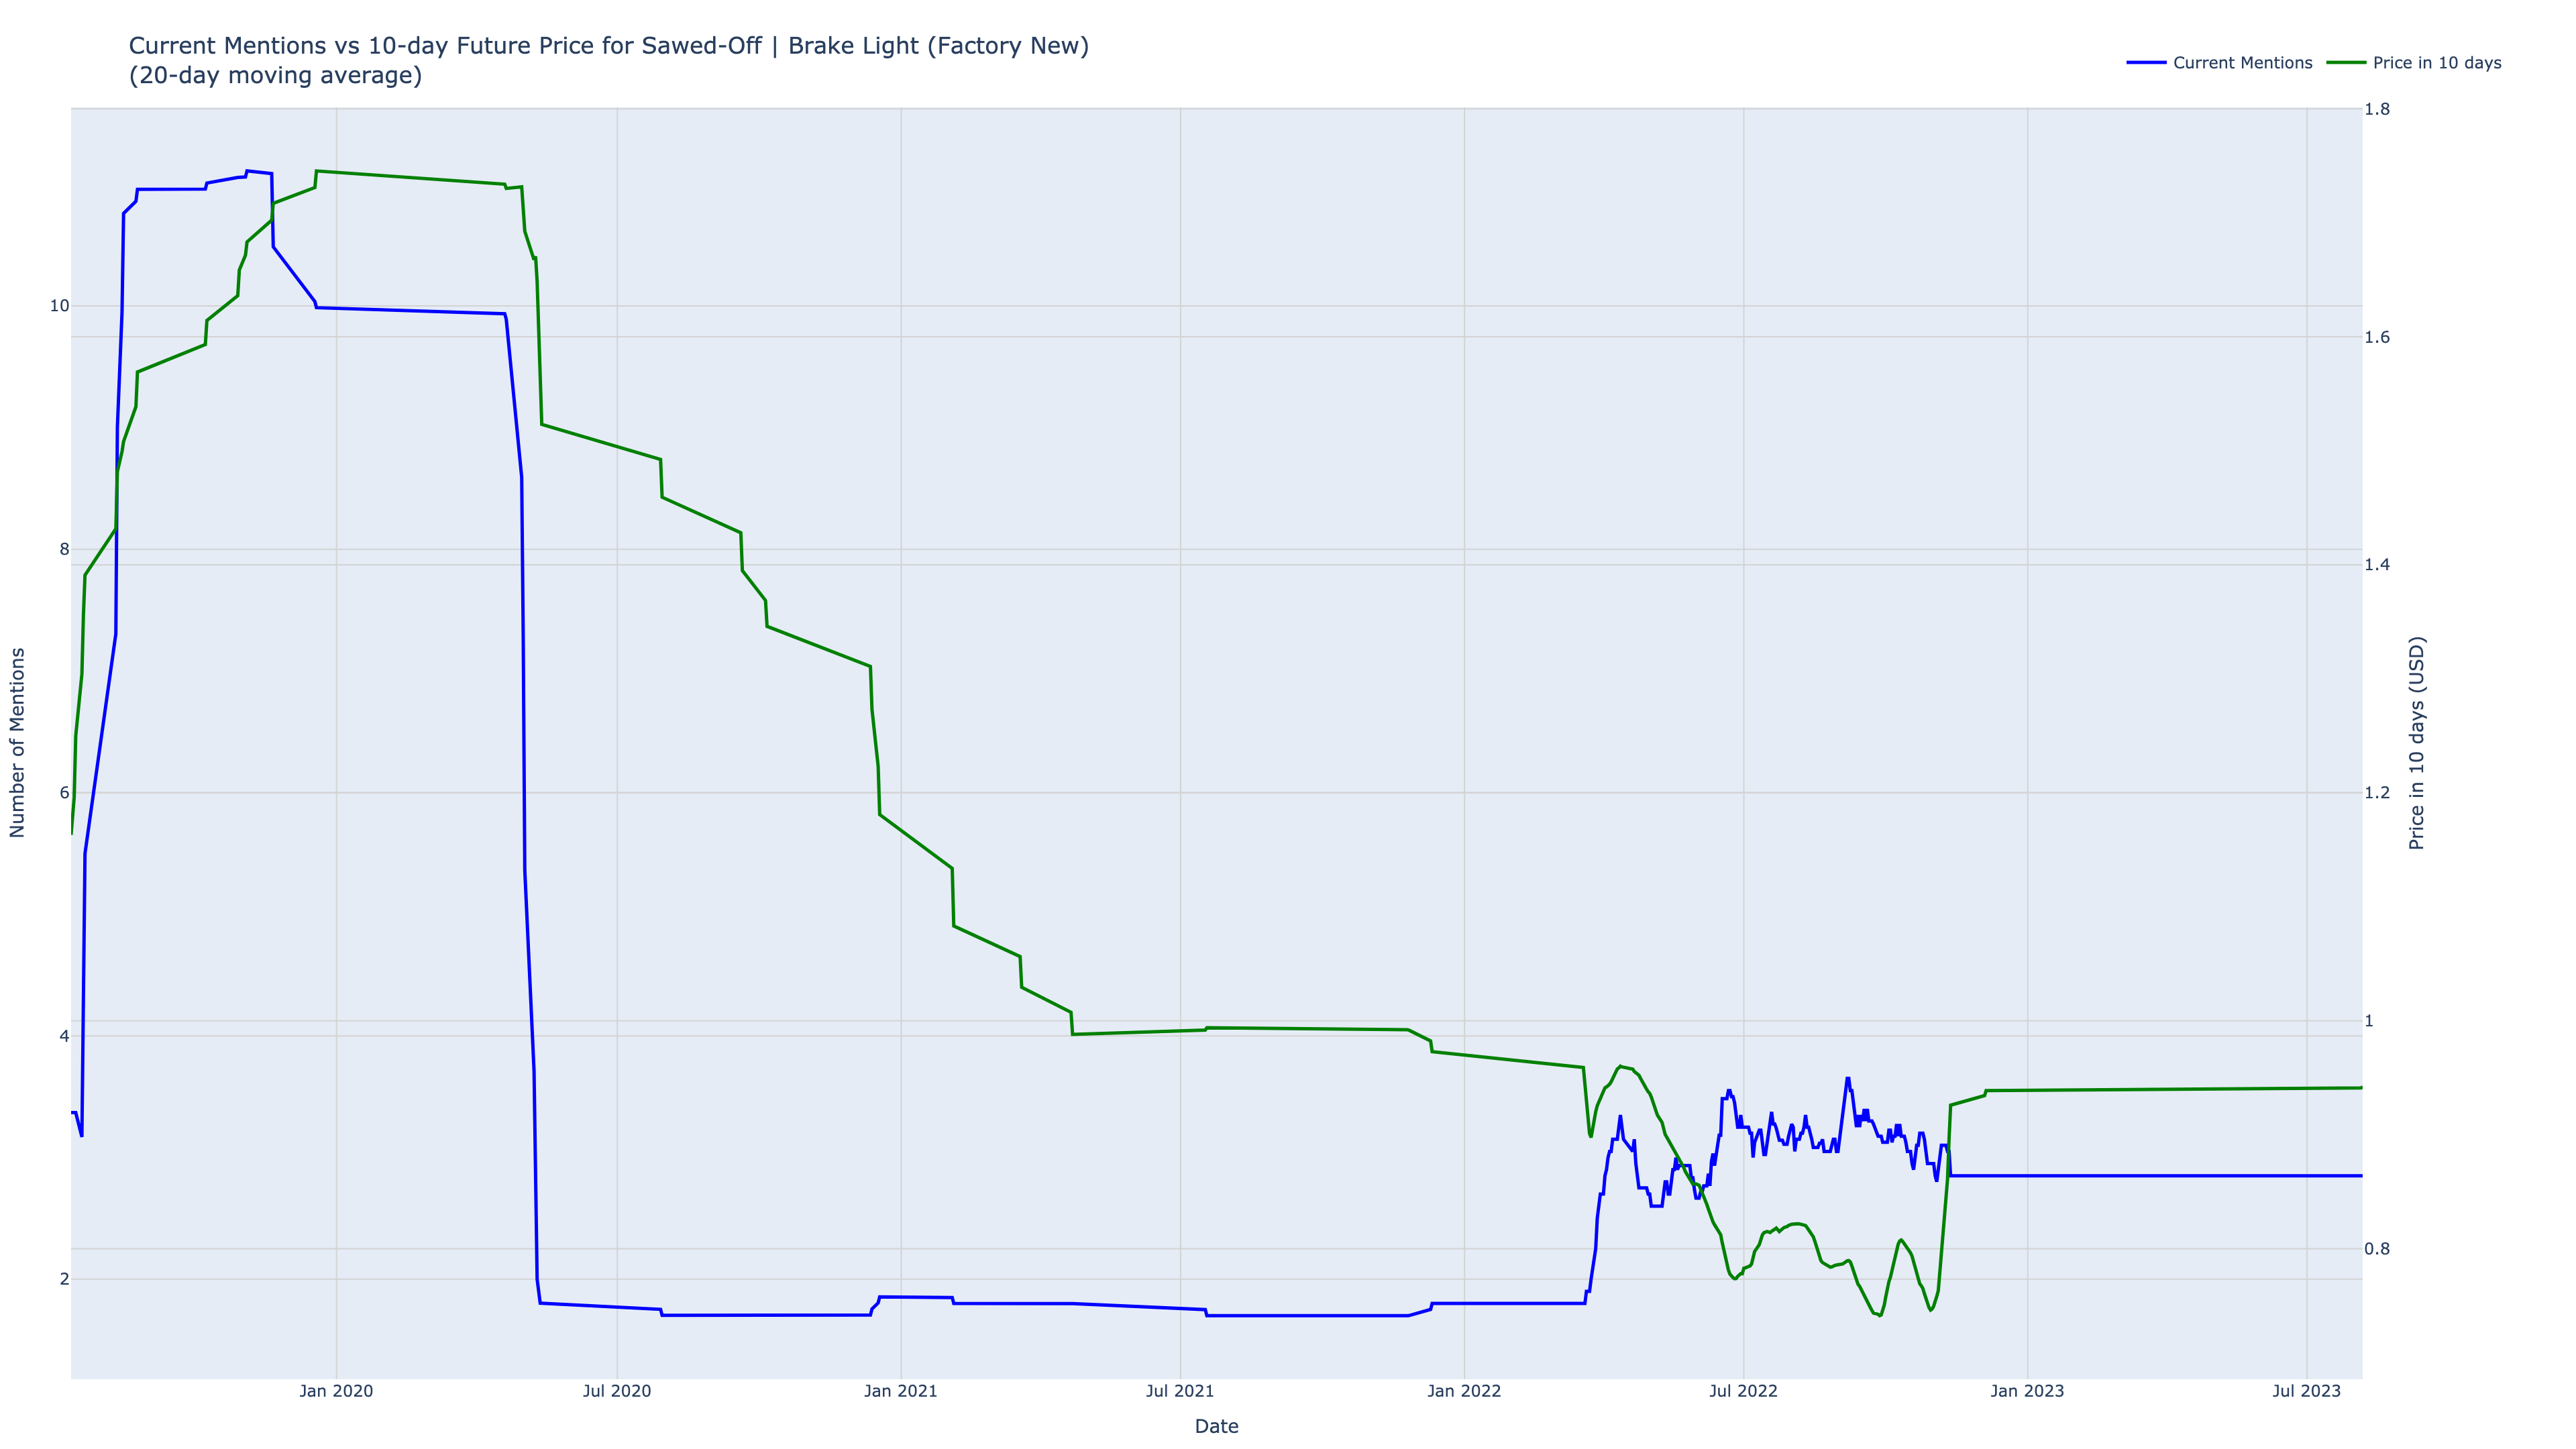 Current Mentions vs 10-day Future Price for Sawed-Off | Brake Light (Factory New)
(20-day moving average)
Current Mentions
Price in 10 days
Number of Mentions
10
8
6
4
2
1.8
1.6
1.4
1.2
1
0.8
Price in 10 days (USD)
Jan 2020
Jul 2020
Jan 2021
Jul 2021
Jan 2022
Jul 2022
Jan 2023
Jul 2023
Date